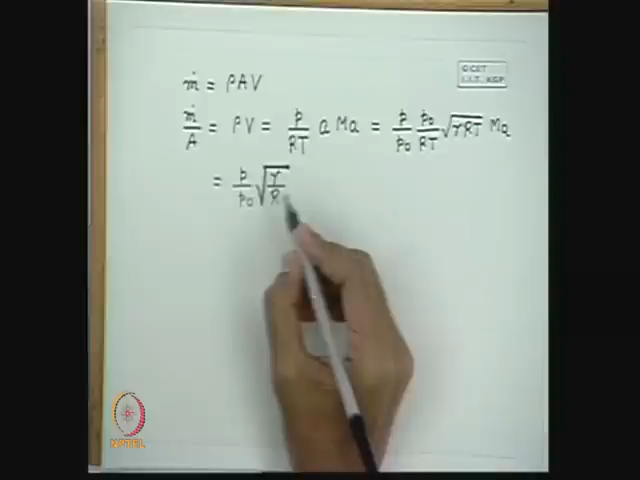 ©CET
I.I.T. KGP
ṁ = ρAV
ṁ/A = ρV = p/RT a Ma = p/p₀ p₀/RT √γRT Ma
= p/p₀ √γ/R
NPTEL